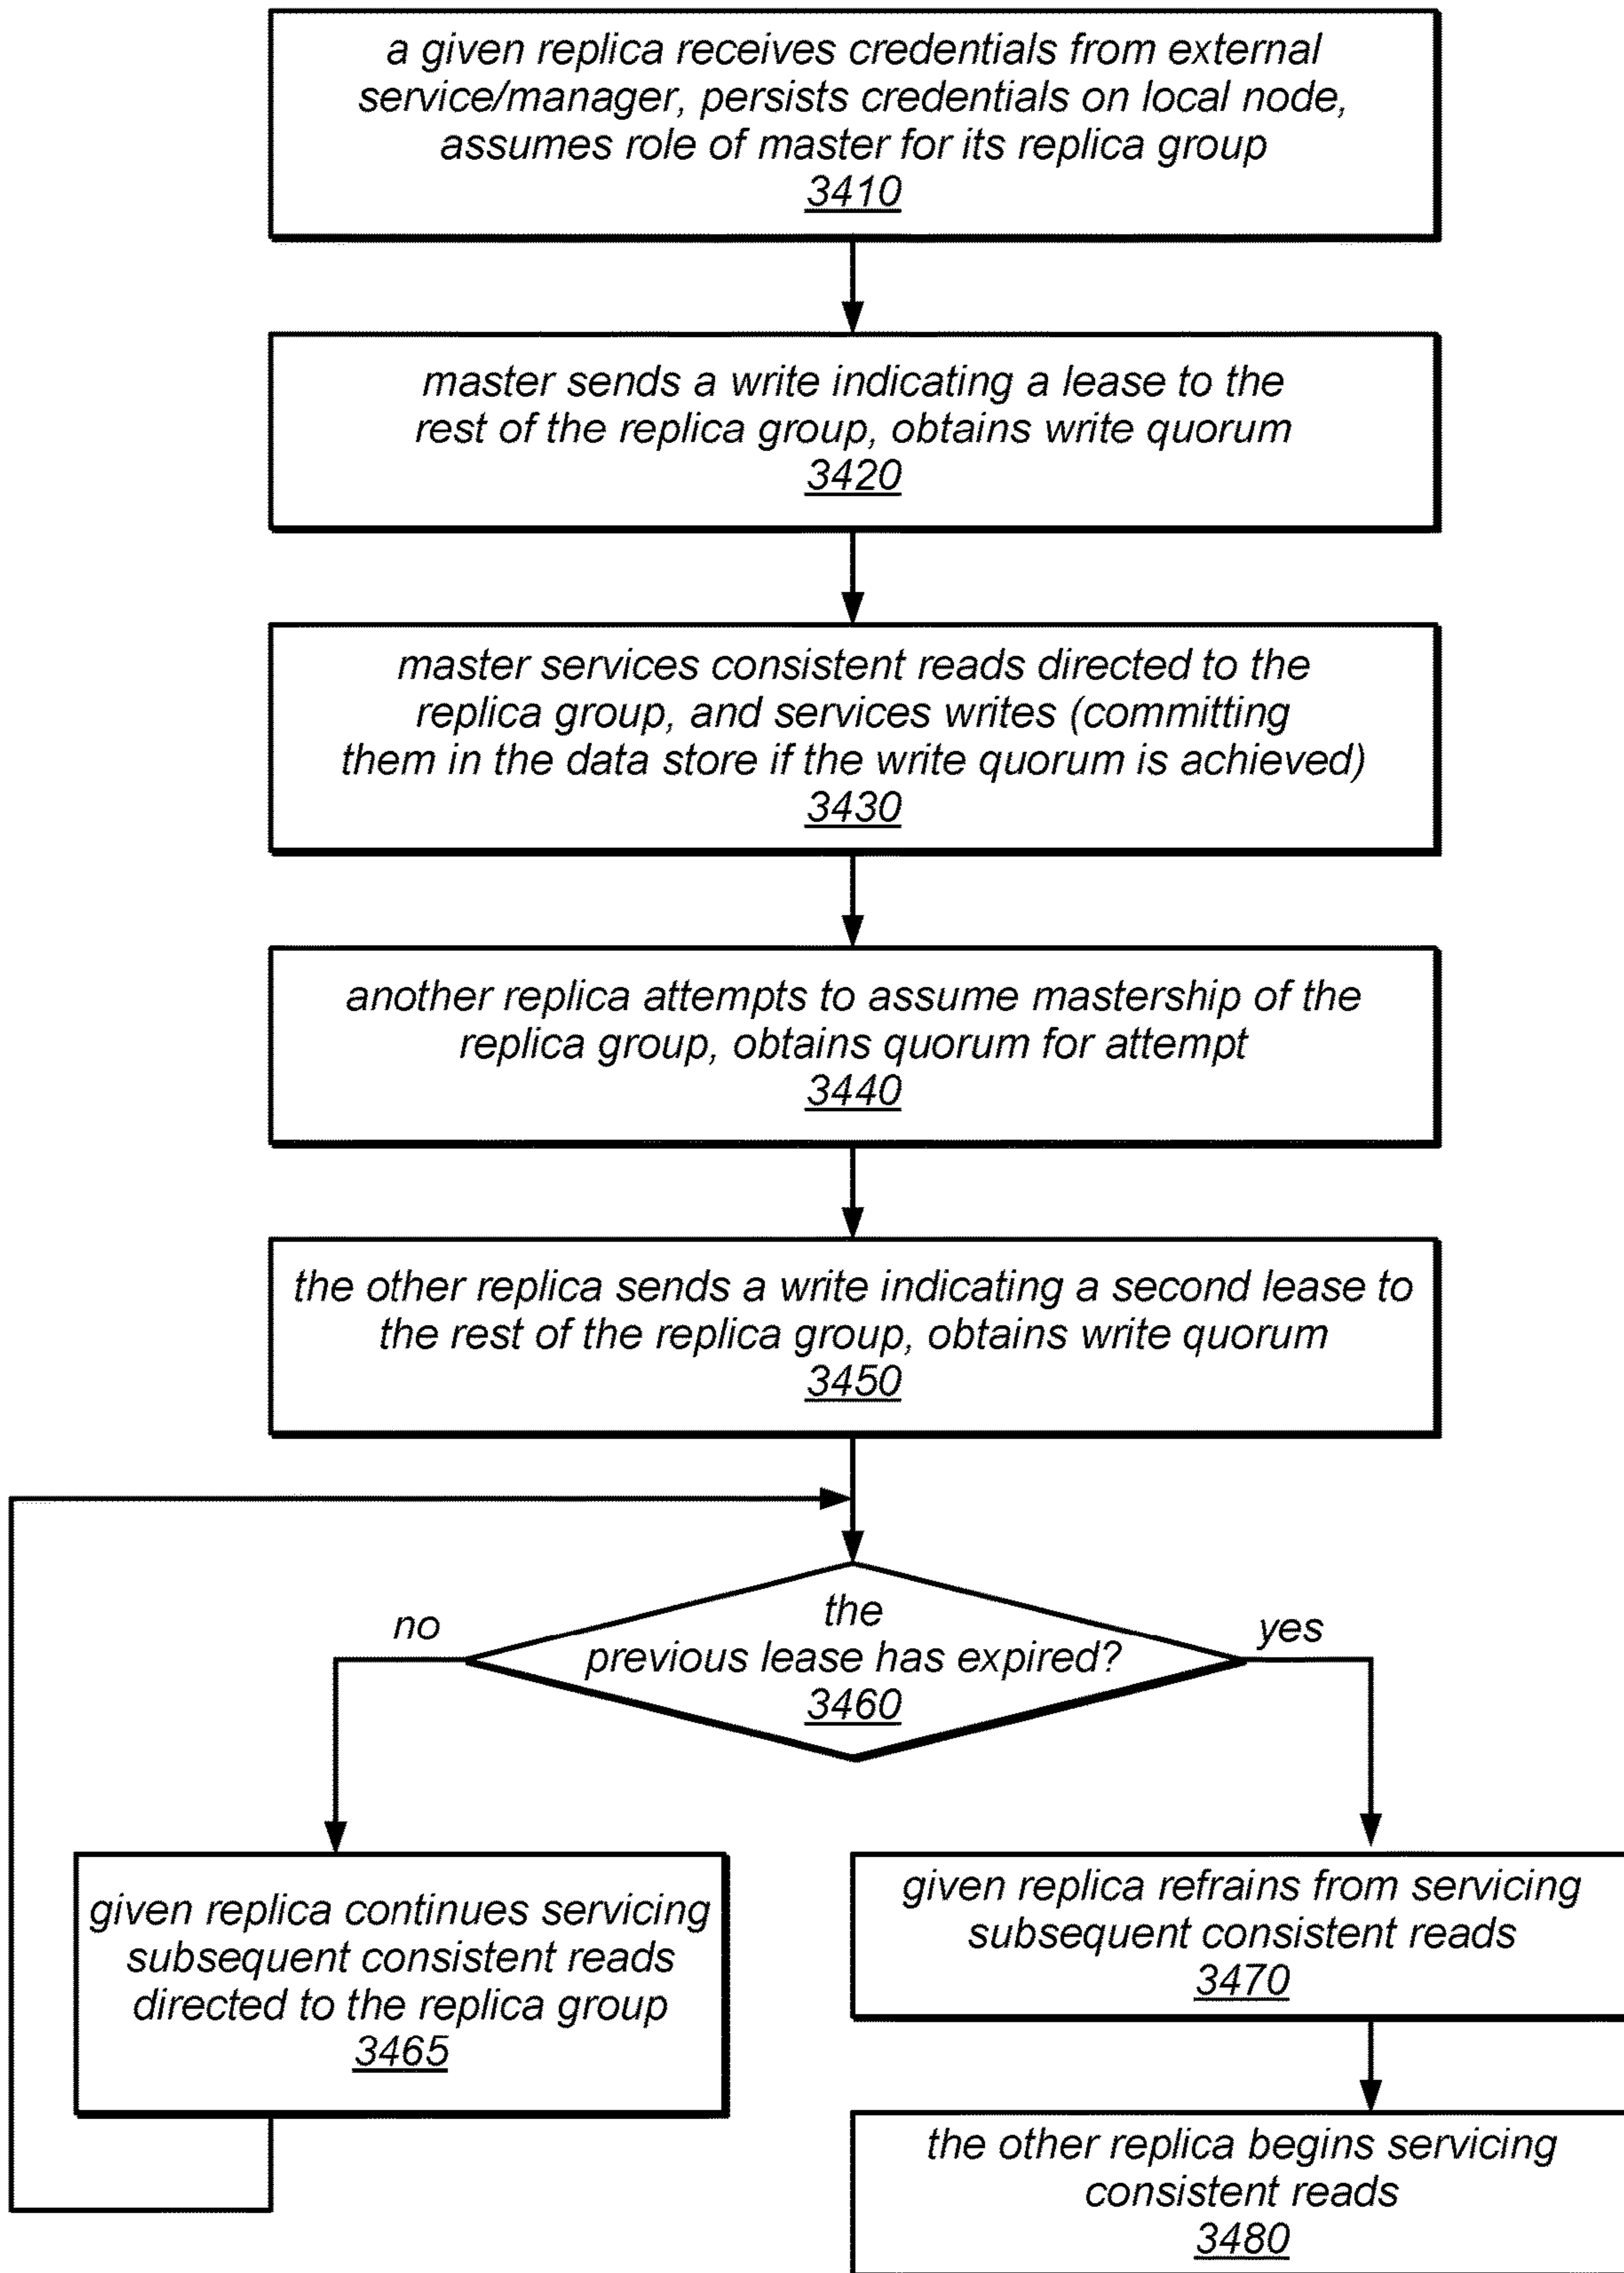 a given replica receives credentials from external
service/manager, persists credentials on local node,
assumes role of master for its replica group
3410
master sends a write indicating a lease to the
rest of the replica group, obtains write quorum
3420
master services consistent reads directed to the
replica group, and services writes (committing
them in the data store if the write quorum is achieved)
3430
another replica attempts to assume mastership of the
replica group, obtains quorum for attempt
3440
the other replica sends a write indicating a second lease to
the rest of the replica group, obtains write quorum
3450
the
previous lease has expired?
3460
no
yes
given replica continues servicing
subsequent consistent reads
directed to the replica group
3465
given replica refrains from servicing
subsequent consistent reads
3470
the other replica begins servicing
consistent reads
3480